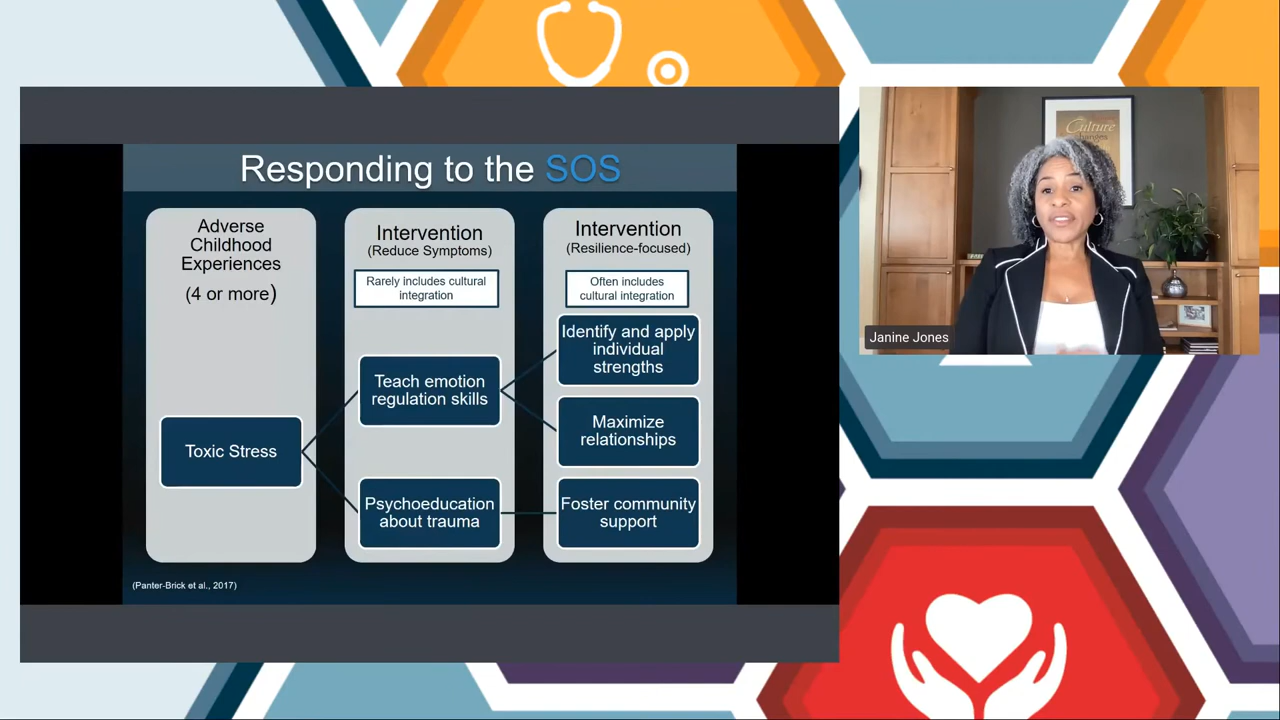 Responding to the SOS
Adverse
Childhood
Experiences
(4 or more)
Toxic Stress
Intervention
(Reduce Symptoms)
Rarely includes cultural
integration
Teach emotion
regulation skills
Psychoeducation
about trauma
Intervention
(Resilience-focused)
Often includes
cultural integration
Identify and apply
individual
strengths
Maximize
relationships
Foster community
support
(Panter-Brick et al., 2017)
Culture
changes
Janine Jones